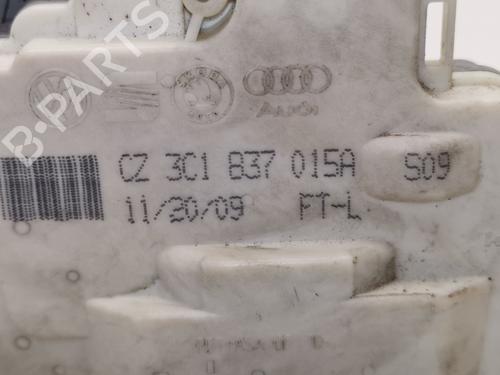 B-PARTS
Audi
CZ 3C1 837 015A S09
11/20/09 FT-L